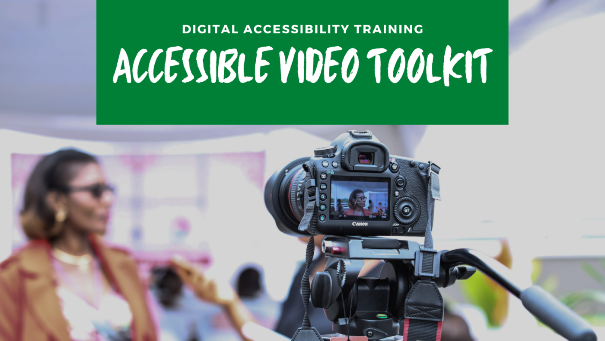 DIGITAL ACCESSIBILITY TRAINING
ACCESSIBLE VIDEO TOOLKIT
Canon